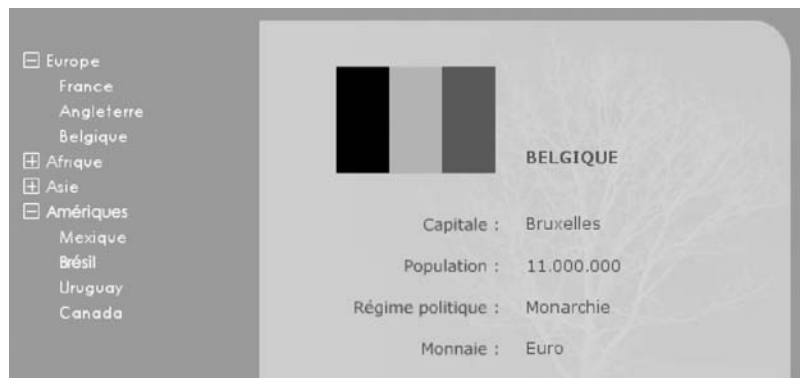 Europe
France
Angleterre
Belgique
Afrique
Asie
Amériques
Mexique
Brésil
Uruguay
Canada
BELGIQUE
Capitale : Bruxelles
Population : 11.000.000
Régime politique : Monarchie
Monnaie : Euro